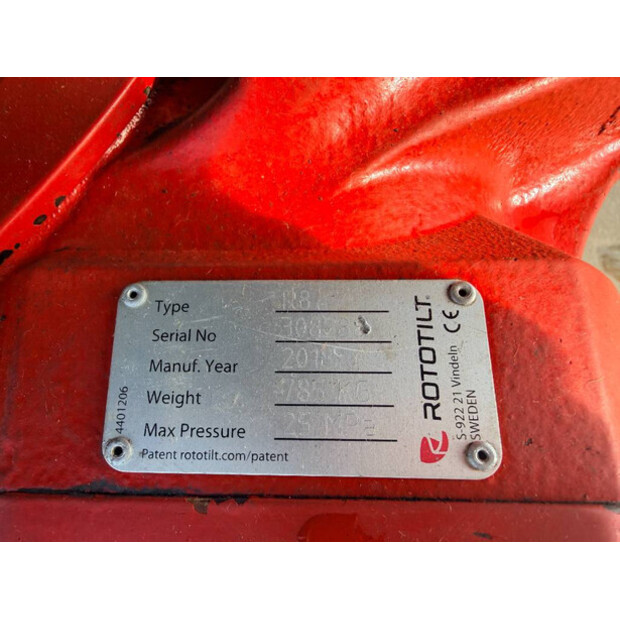 Type R8
Serial No
Manuf. Year
Weight
Max Pressure
Patent rototilt.com/patent
4401206
ROTOTILT®
CE
S-922 21 Vindeln
SWEDEN